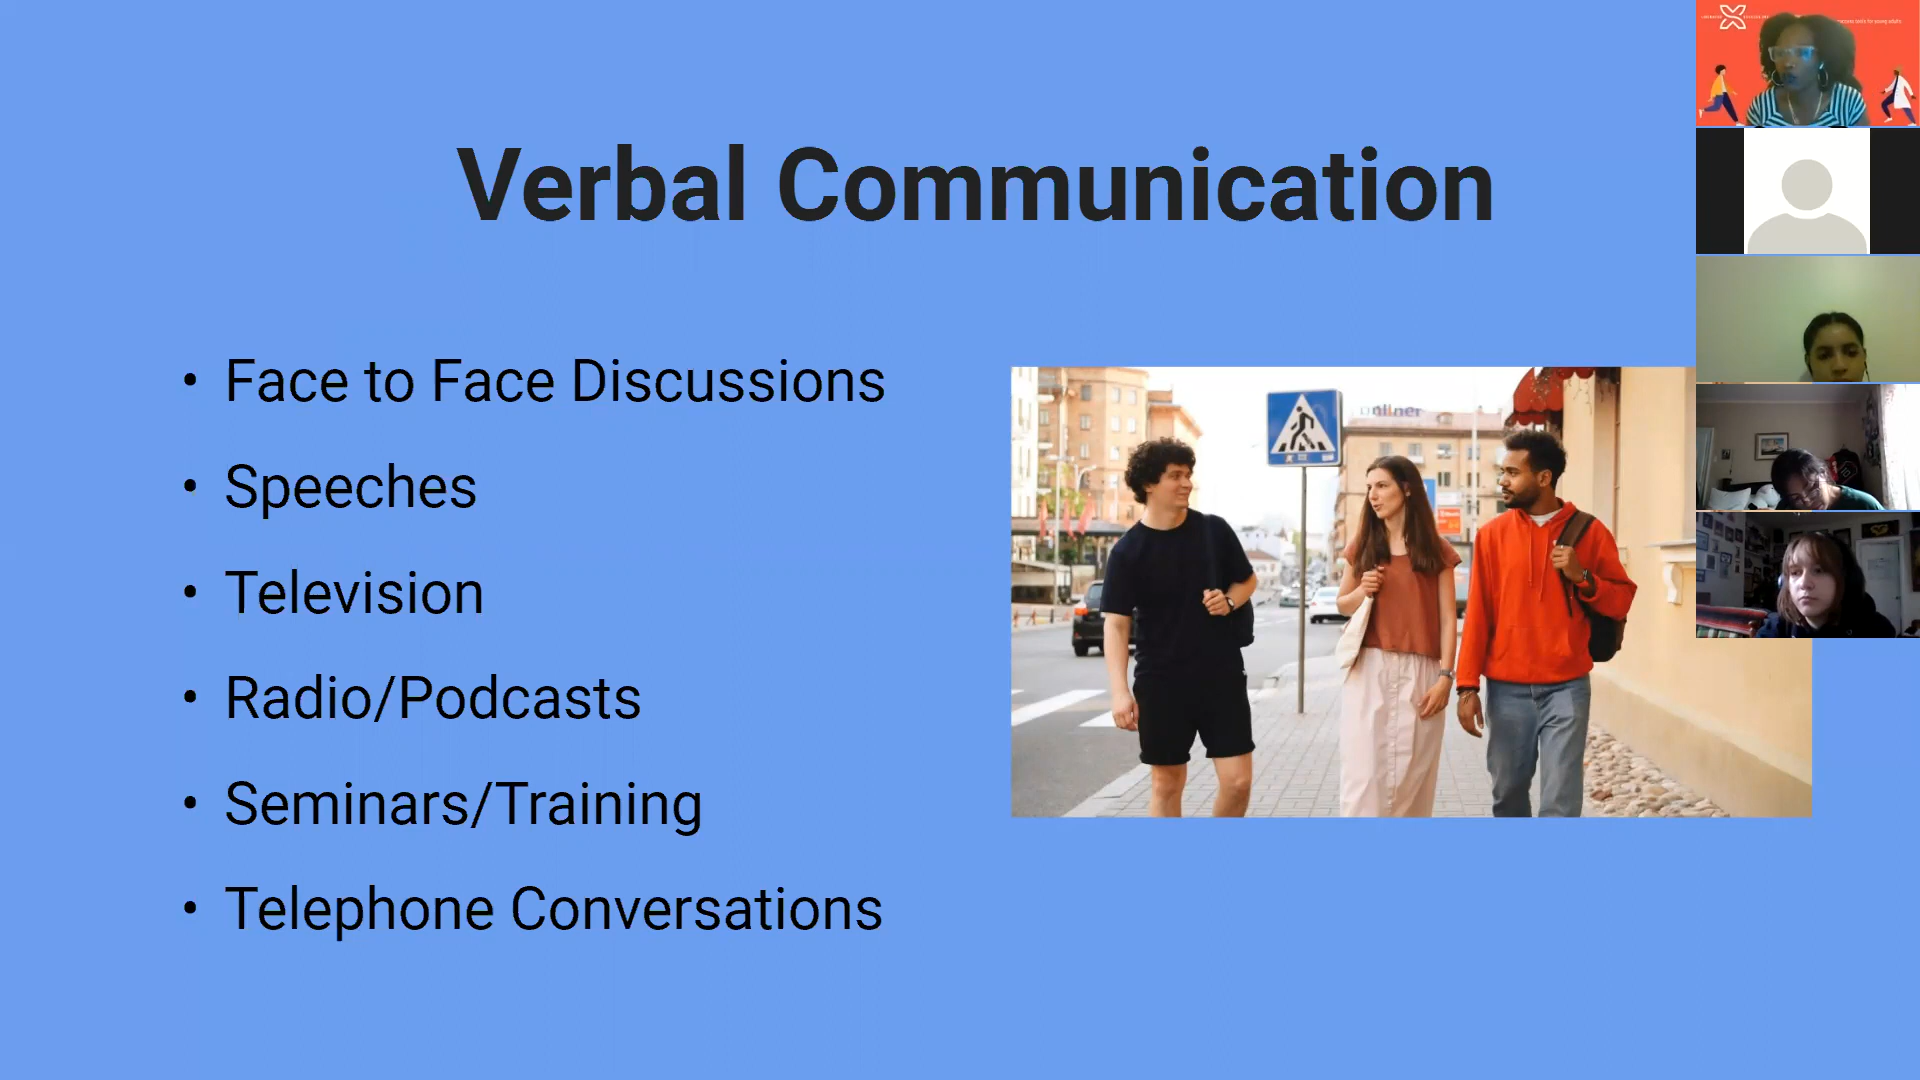 Verbal Communication
• Face to Face Discussions
• Speeches
• Television
• Radio/Podcasts
• Seminars/Training
• Telephone Conversations